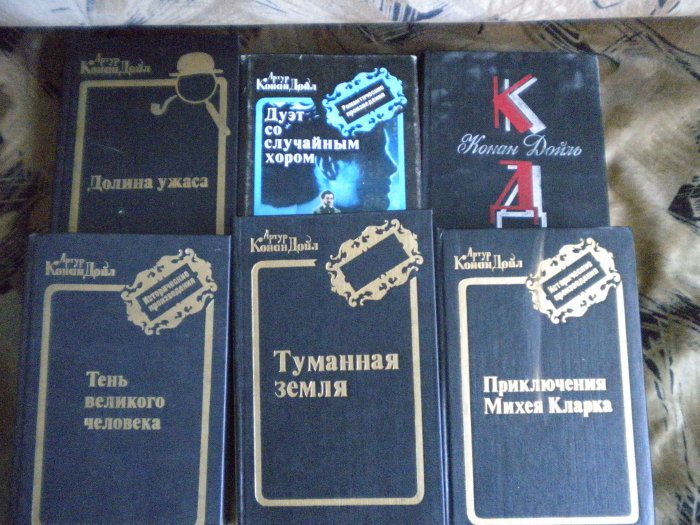 Артур
Конан Дойл
Долина ужаса
Артур
Конан Дойл
Романтические
произведения
Дуэт
со
случайным
хором
К
Конан Дойль
Д
Артур
Конан Дойл
Исторические
произведения
Тень
великого
человека
Артур
Конан Дойл
Туманная
земля
Артур
Конан Дойл
Исторические
произведения
Приключения
Михея Кларка